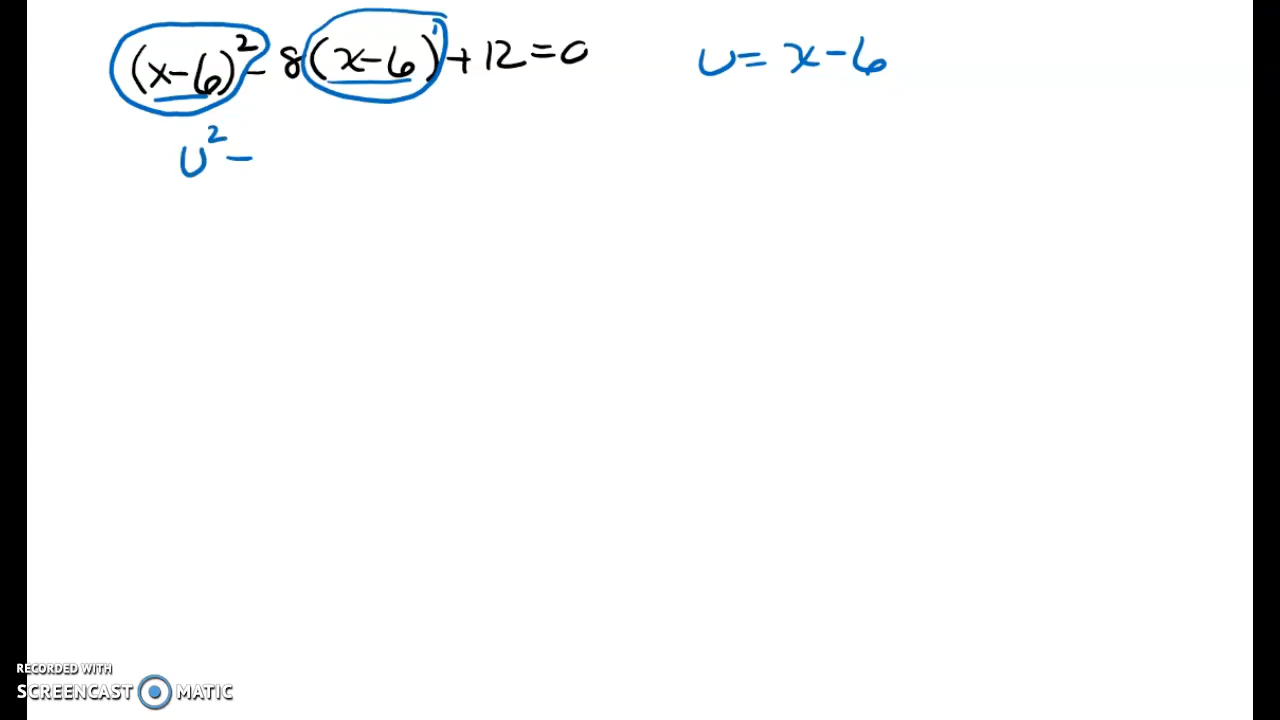 (x-6)² - 8(x-6)¹ + 12 = 0
u = x-6
u² -
RECORDED WITH
SCREENCAST MATIC